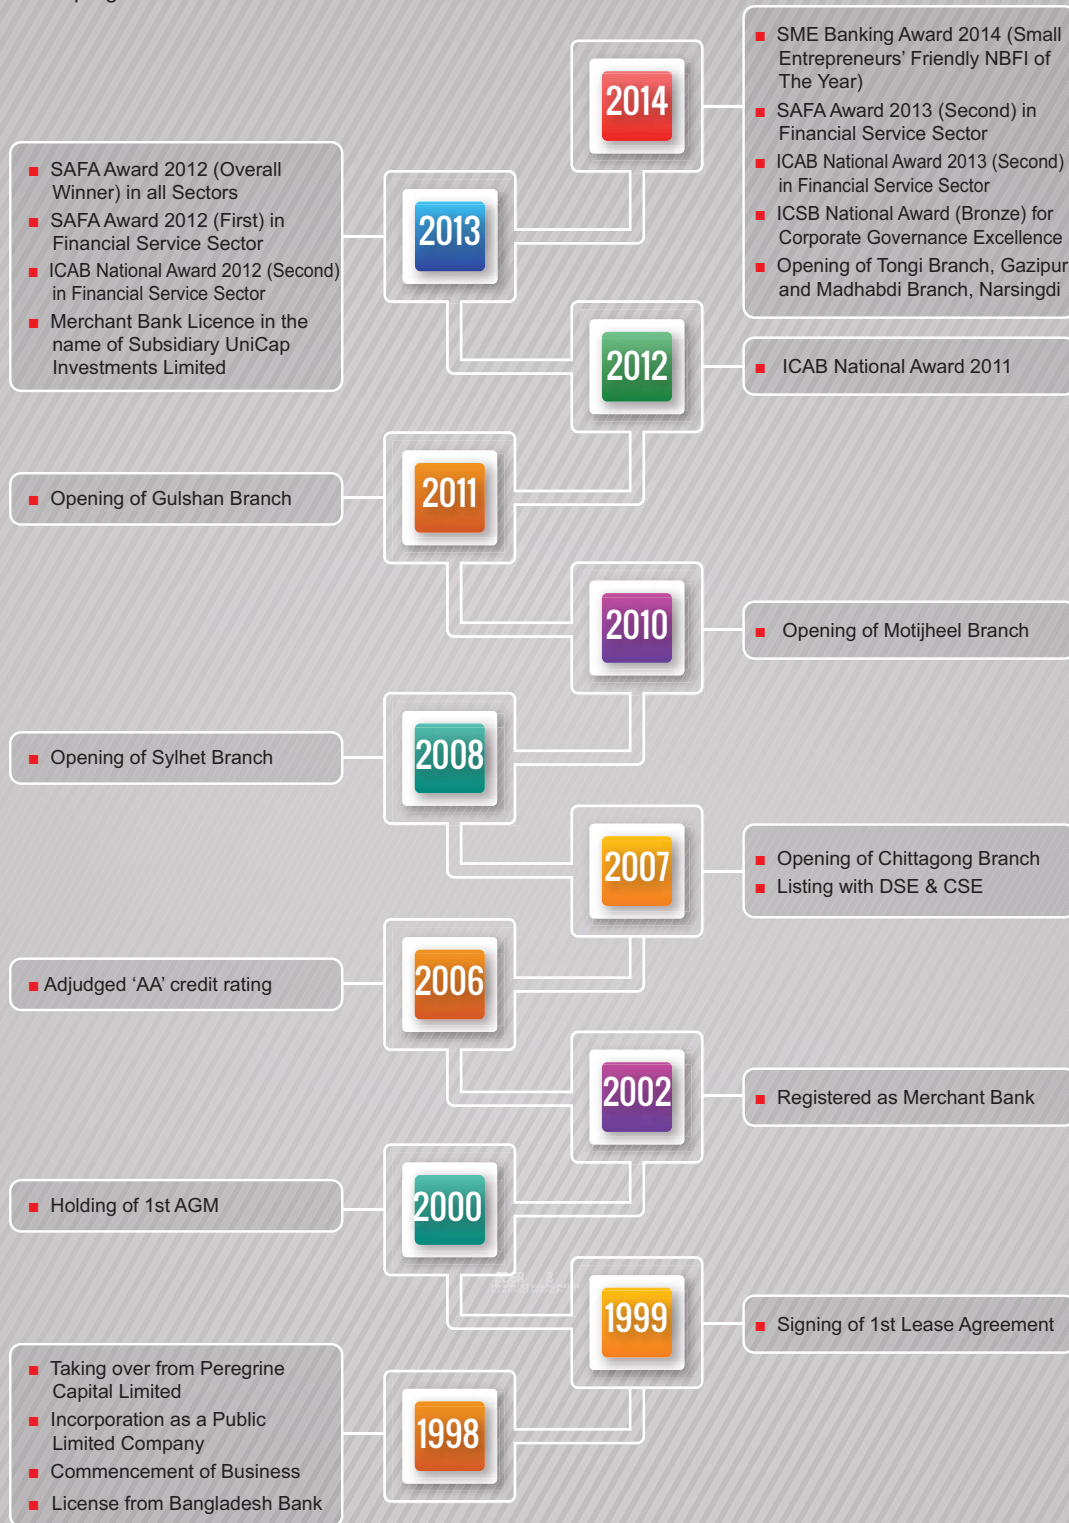 2014
SME Banking Award 2014 (Small
Entrepreneurs’ Friendly NBFI of
The Year)
SAFA Award 2013 (Second) in
Financial Service Sector
ICAB National Award 2013 (Second)
in Financial Service Sector
ICSB National Award (Bronze) for
Corporate Governance Excellence
Opening of Tongi Branch, Gazipur
and Madhabdi Branch, Narsingdi
2013
SAFA Award 2012 (Overall
Winner) in all Sectors
SAFA Award 2012 (First) in
Financial Service Sector
ICAB National Award 2012 (Second)
in Financial Service Sector
Merchant Bank Licence in the
name of Subsidiary UniCap
Investments Limited
2012
ICAB National Award 2011
2011
Opening of Gulshan Branch
2010
Opening of Motijheel Branch
2008
Opening of Sylhet Branch
2007
Opening of Chittagong Branch
Listing with DSE & CSE
2006
Adjudged ‘AA’ credit rating
2002
Registered as Merchant Bank
2000
Holding of 1st AGM
1999
Signing of 1st Lease Agreement
1998
Taking over from Peregrine
Capital Limited
Incorporation as a Public
Limited Company
Commencement of Business
License from Bangladesh Bank